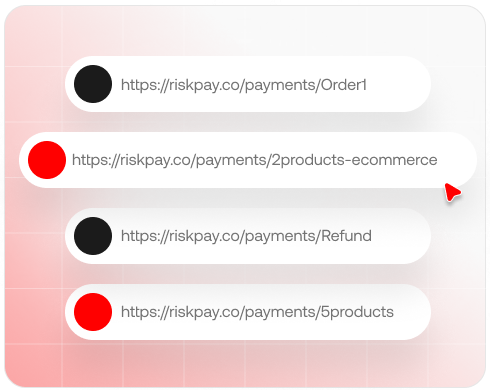 https://riskpay.co/payments/Order1
https://riskpay.co/payments/2products-ecommerce
https://riskpay.co/payments/Refund
https://riskpay.co/payments/5products